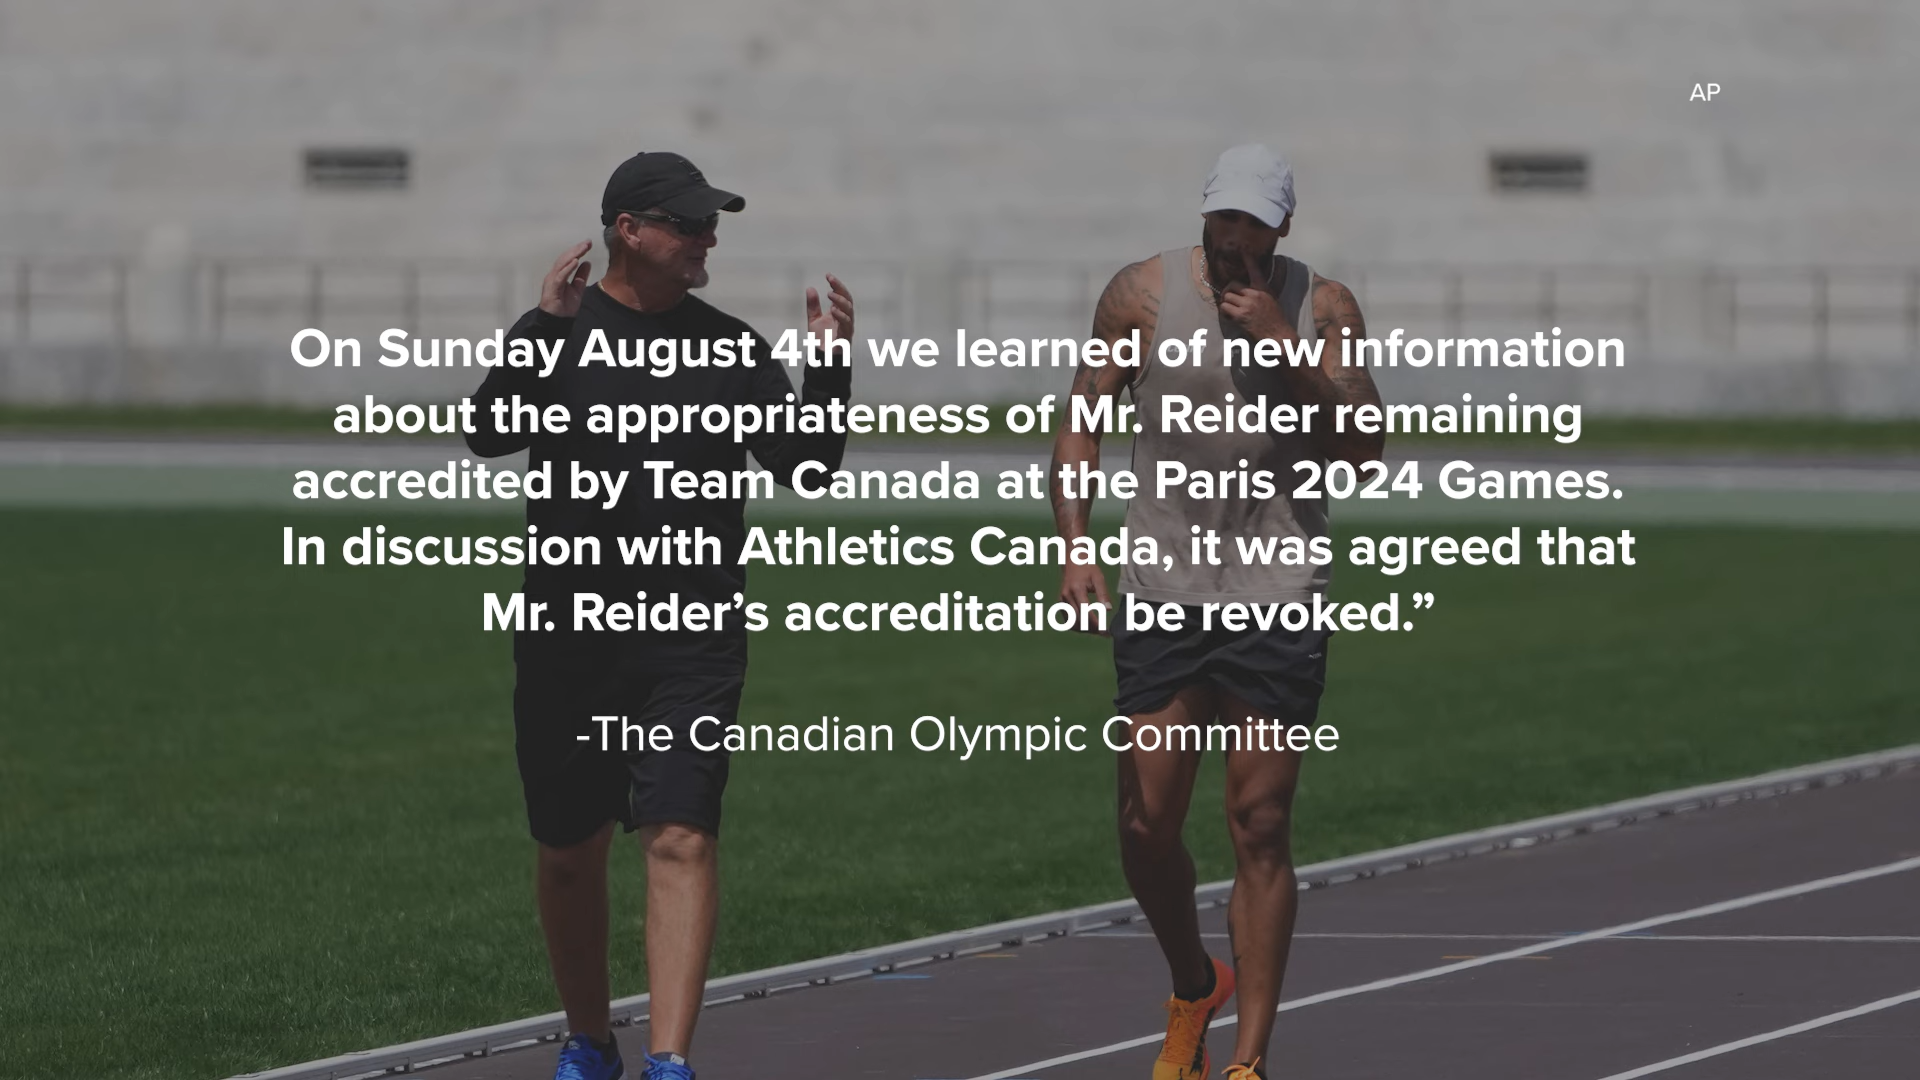 AP
On Sunday August 4th we learned of new information
about the appropriateness of Mr. Reider remaining
accredited by Team Canada at the Paris 2024 Games.
In discussion with Athletics Canada, it was agreed that
Mr. Reider’s accreditation be revoked.”
-The Canadian Olympic Committee